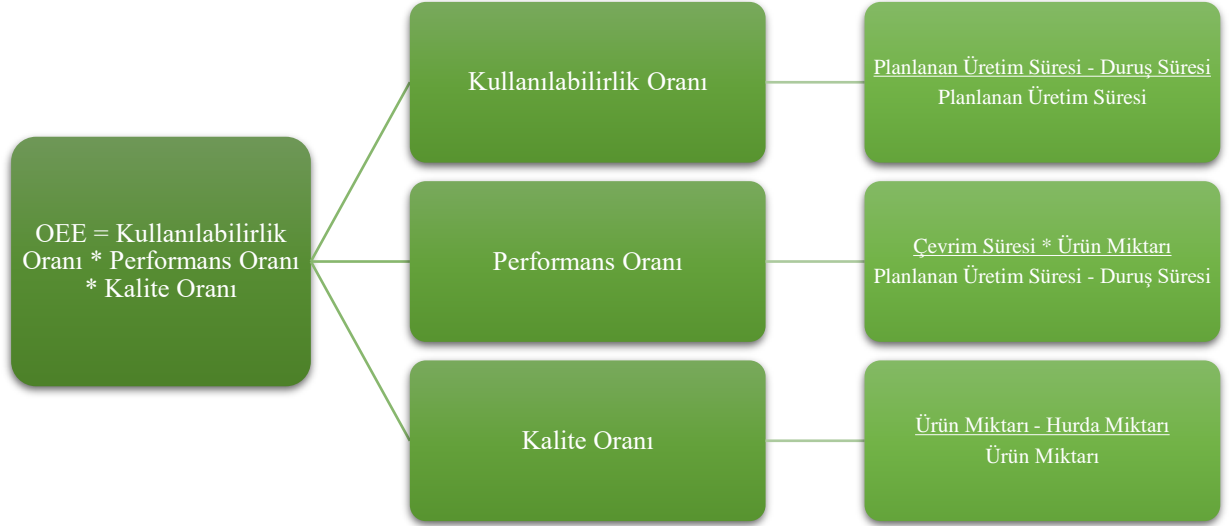 OEE = Kullanılabilirlik
Oranı * Performans Oranı
* Kalite Oranı
Kullanılabilirlik Oranı
Planlanan Üretim Süresi - Duruş Süresi
Planlanan Üretim Süresi
Performans Oranı
Çevrim Süresi * Ürün Miktarı
Planlanan Üretim Süresi - Duruş Süresi
Kalite Oranı
Ürün Miktarı - Hurda Miktarı
Ürün Miktarı